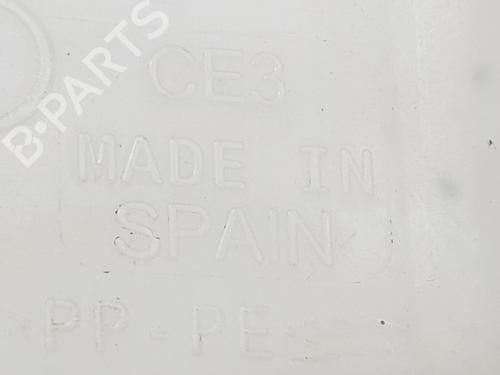 B-PARTS
CE3
MADE IN
SPAIN
>PP-PE<